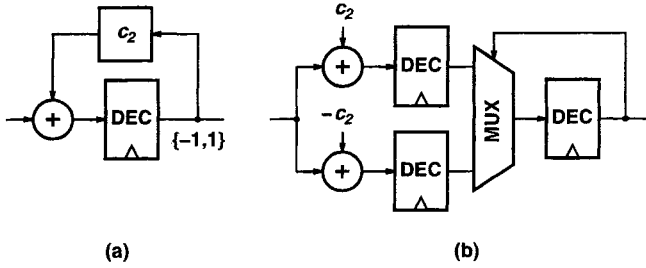 c₂
+
DEC
{-1,1}
(a)
c₂
+
DEC
-c₂
+
DEC
MUX
DEC
(b)